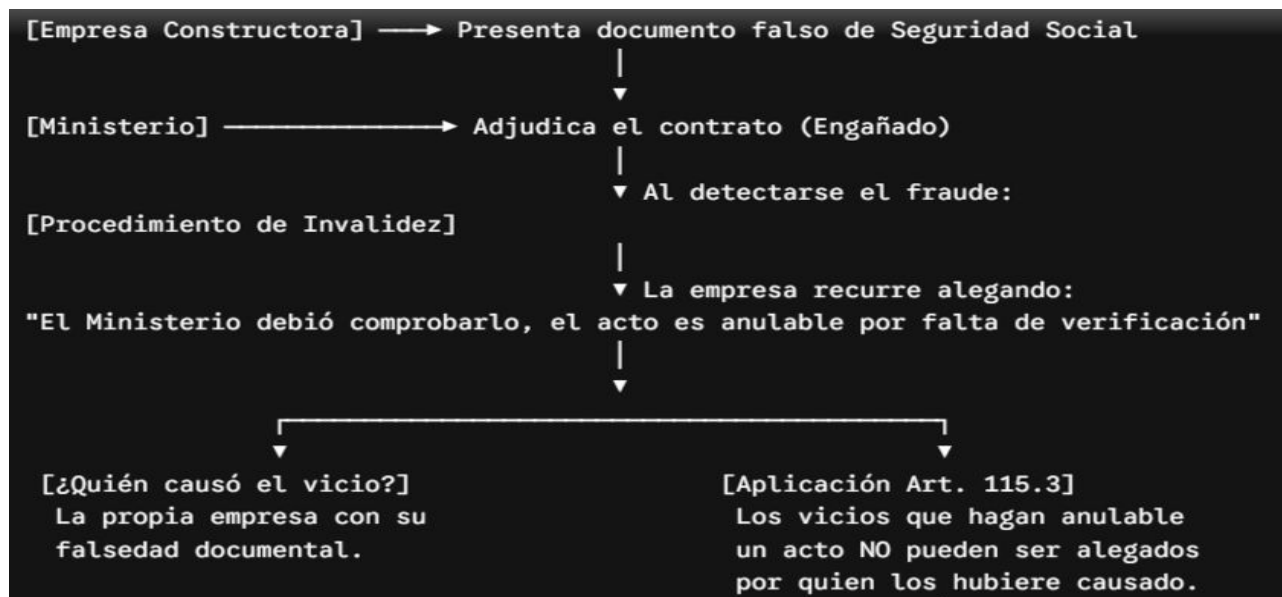 [Empresa Constructora] ──► Presenta documento falso de Seguridad Social
│
▼
[Ministerio] ──────────────► Adjudica el contrato (Engañado)
│
▼ Al detectarse el fraude:
[Procedimiento de Invalidez]
│
▼ La empresa recurre alegando:
"El Ministerio debió comprobarlo, el acto es anulable por falta de verificación"
│
▼
▼ ▼
[¿Quién causó el vicio?] [Aplicación Art. 115.3]
La propia empresa con su Los vicios que hagan anulable
falsedad documental. un acto NO pueden ser alegados
por quien los hubiere causado.